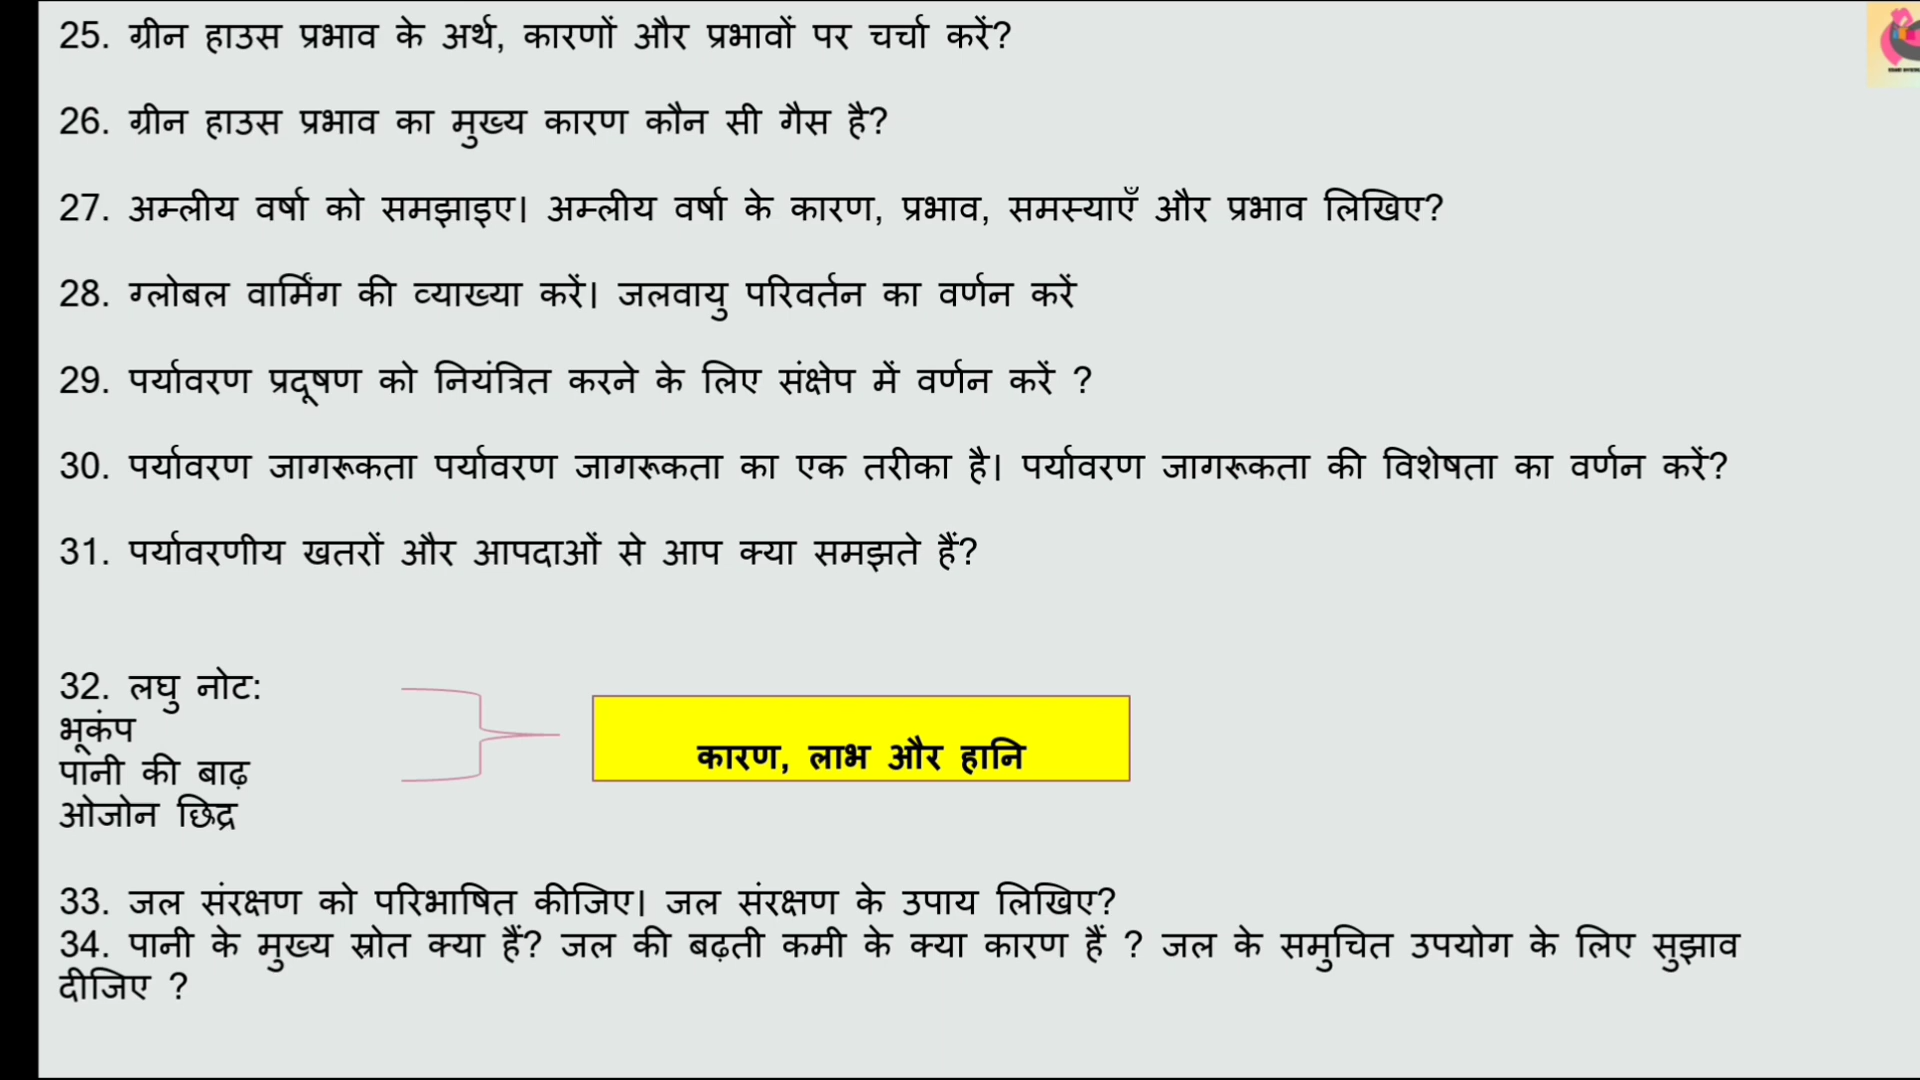 25. ग्रीन हाउस प्रभाव के अर्थ, कारणों और प्रभावों पर चर्चा करें?
26. ग्रीन हाउस प्रभाव का मुख्य कारण कौन सी गैस है?
27. अम्लीय वर्षा को समझाइए। अम्लीय वर्षा के कारण, प्रभाव, समस्याएँ और प्रभाव लिखिए?
28. ग्लोबल वार्मिंग की व्याख्या करें। जलवायु परिवर्तन का वर्णन करें
29. पर्यावरण प्रदूषण को नियंत्रित करने के लिए संक्षेप में वर्णन करें ?
30. पर्यावरण जागरूकता पर्यावरण जागरूकता का एक तरीका है। पर्यावरण जागरूकता की विशेषता का वर्णन करें?
31. पर्यावरणीय खतरों और आपदाओं से आप क्या समझते हैं?
32. लघु नोट:
भूकंप
पानी की बाढ़
ओजोन छिद्र
कारण, लाभ और हानि
33. जल संरक्षण को परिभाषित कीजिए। जल संरक्षण के उपाय लिखिए?
34. पानी के मुख्य स्रोत क्या हैं? जल की बढ़ती कमी के क्या कारण हैं ? जल के समुचित उपयोग के लिए सुझाव
दीजिए ?